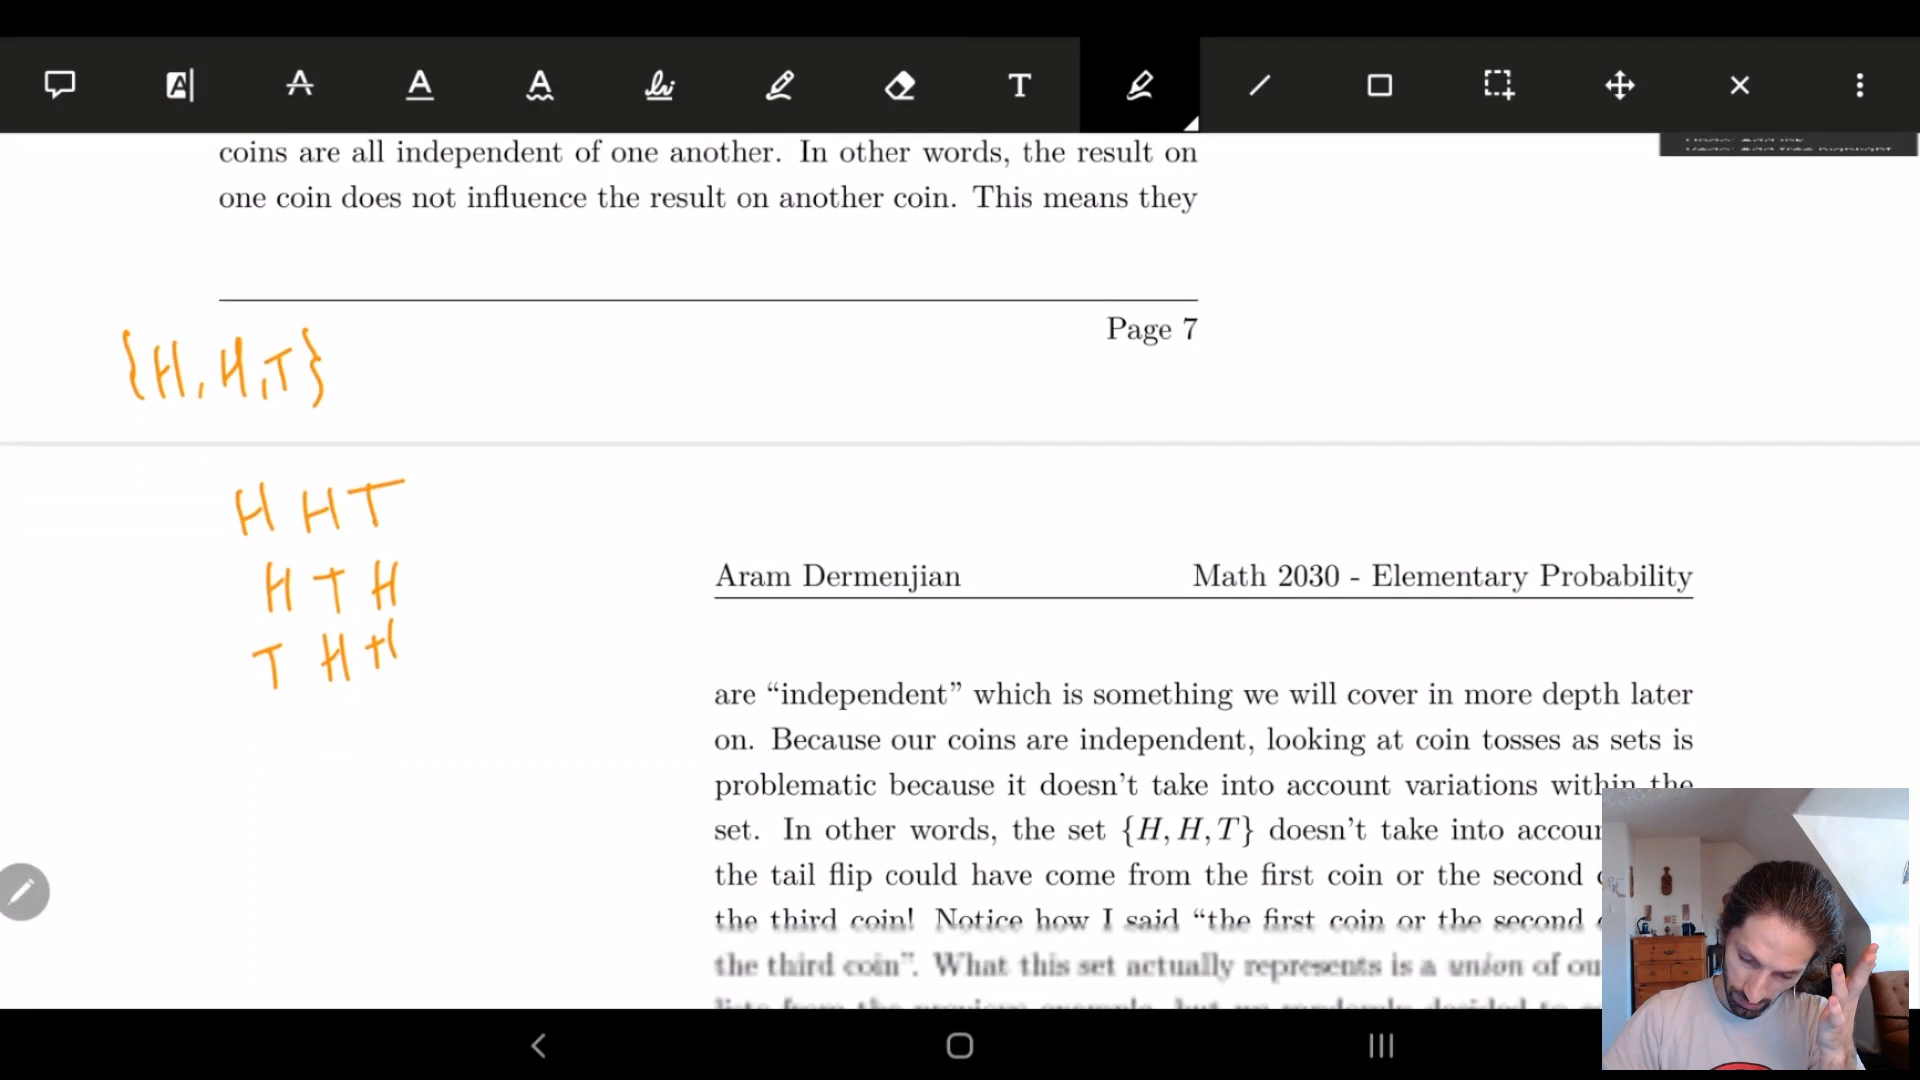 coins are all independent of one another. In other words, the result on
one coin does not influence the result on another coin. This means they
Page 7
{H, H, T}
H H T
H T H
T H H
Aram Dermenjian Math 2030 - Elementary Probability
are “independent” which is something we will cover in more depth later
on. Because our coins are independent, looking at coin tosses as sets is
problematic because it doesn’t take into account variations within the
set. In other words, the set {H, H, T} doesn’t take into
the tail flip could have come from the first coin or the second
the third coin! Notice how I said “the first coin or the second
the third coin”. What this set actually represents is a union of